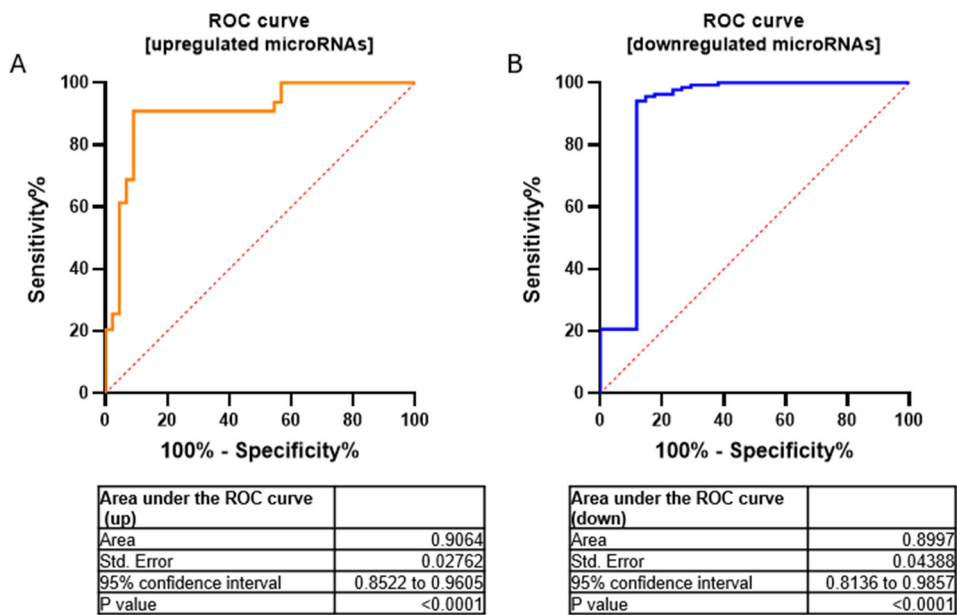 ROC curve
[upregulated microRNAs]
A
100
80
60
40
20
0
Sensitivity%
0 20 40 60 80 100
100% - Specificity%
Area under the ROC curve
(up)
Area 0.9064
Std. Error 0.02762
95% confidence interval 0.8522 to 0.9605
P value <0.0001
ROC curve
[downregulated microRNAs]
B
100
80
60
40
20
0
Sensitivity%
0 20 40 60 80 100
100% - Specificity%
Area under the ROC curve
(down)
Area 0.8997
Std. Error 0.04388
95% confidence interval 0.8136 to 0.9857
P value <0.0001